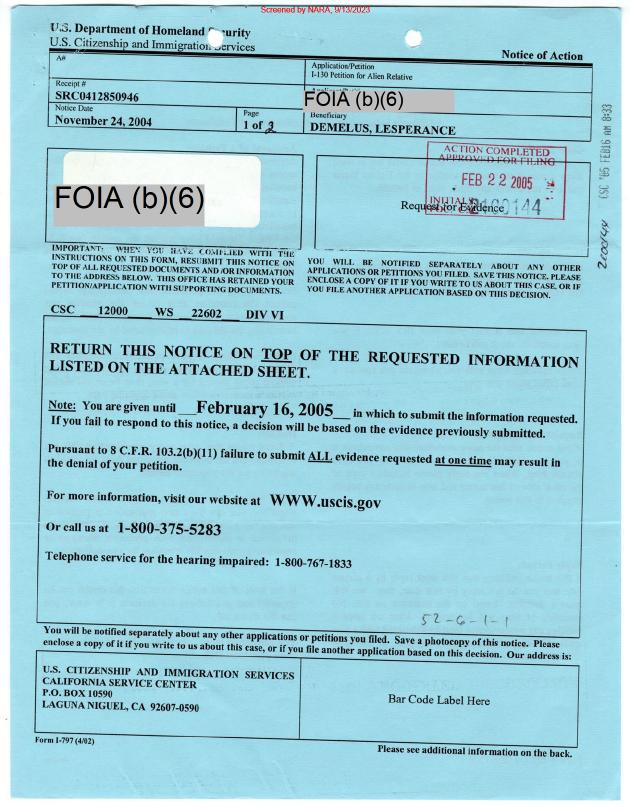 Screened by NARA, 9/13/2023
U.S. Department of Homeland Security
U.S. Citizenship and Immigration Services
Notice of Action
A#
Application/Petition
I-130 Petition for Alien Relative
Receipt #
SRC0412850946
FOIA (b)(6)
Notice Date
November 24, 2004
Page
1 of 2
Beneficiary
DEMELUS, LESPERANCE
FOIA (b)(6)
ACTION COMPLETED
APPROVED FOR FILING
FEB 22 2005
INITIALS
Request for Evidence
CSC '05 FEB16 AM 8:33
IMPORTANT: WHEN YOU HAVE COMPLIED WITH THE
INSTRUCTIONS ON THIS FORM, RESUBMIT THIS NOTICE ON
TOP OF ALL REQUESTED DOCUMENTS AND /OR INFORMATION
TO THE ADDRESS BELOW. THIS OFFICE HAS RETAINED YOUR
PETITION/APPLICATION WITH SUPPORTING DOCUMENTS.
YOU WILL BE NOTIFIED SEPARATELY ABOUT ANY OTHER
APPLICATIONS OR PETITIONS YOU FILED. SAVE THIS NOTICE. PLEASE
ENCLOSE A COPY OF IT IF YOU WRITE TO US ABOUT THIS CASE, OR IF
YOU FILE ANOTHER APPLICATION BASED ON THIS DECISION.
CSC 12000 WS 22602 DIV VI
RETURN THIS NOTICE ON TOP OF THE REQUESTED INFORMATION
LISTED ON THE ATTACHED SHEET.
Note: You are given until February 16, 2005 in which to submit the information requested.
If you fail to respond to this notice, a decision will be based on the evidence previously submitted.
Pursuant to 8 C.F.R. 103.2(b)(11) failure to submit ALL evidence requested at one time may result in
the denial of your petition.
For more information, visit our website at WWW.uscis.gov
Or call us at 1-800-375-5283
Telephone service for the hearing impaired: 1-800-767-1833
52-6-1-1
You will be notified separately about any other applications or petitions you filed. Save a photocopy of this notice. Please
enclose a copy of it if you write to us about this case, or if you file another application based on this decision. Our address is:
U.S. CITIZENSHIP AND IMMIGRATION SERVICES
CALIFORNIA SERVICE CENTER
P.O. BOX 10590
LAGUNA NIGUEL, CA 92607-0590
Bar Code Label Here
Form I-797 (4/02)
Please see additional information on the back.